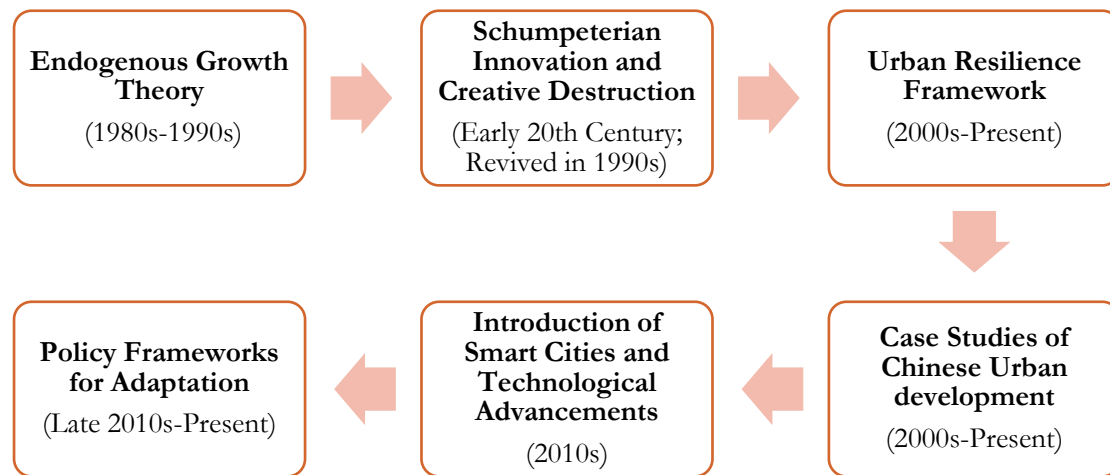 Endogenous Growth
Theory
(1980s-1990s)
Schumpeterian
Innovation and
Creative Destruction
(Early 20th Century;
Revived in 1990s)
Urban Resilience
Framework
(2000s-Present)
Case Studies of
Chinese Urban
development
(2000s-Present)
Introduction of
Smart Cities and
Technological
Advancements
(2010s)
Policy Frameworks
for Adaptation
(Late 2010s-Present)